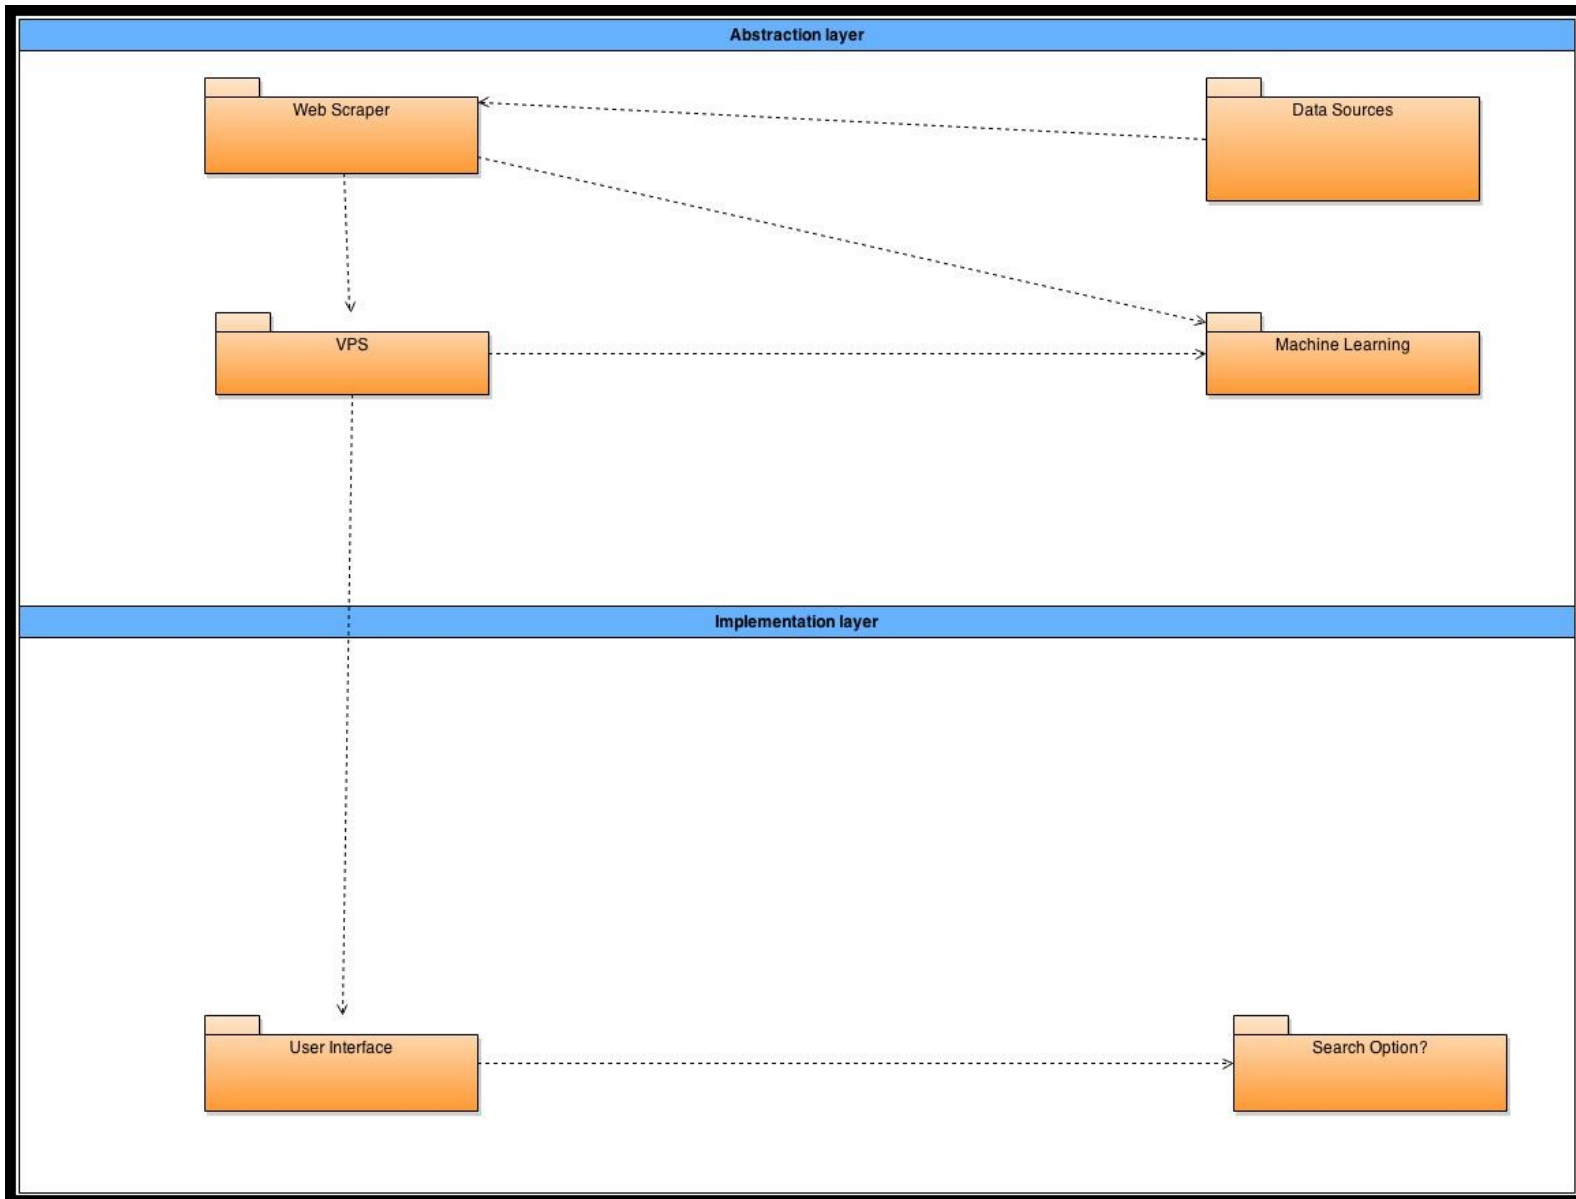 Abstraction layer
Web Scraper
Data Sources
VPS
Machine Learning
Implementation layer
User Interface
Search Option?